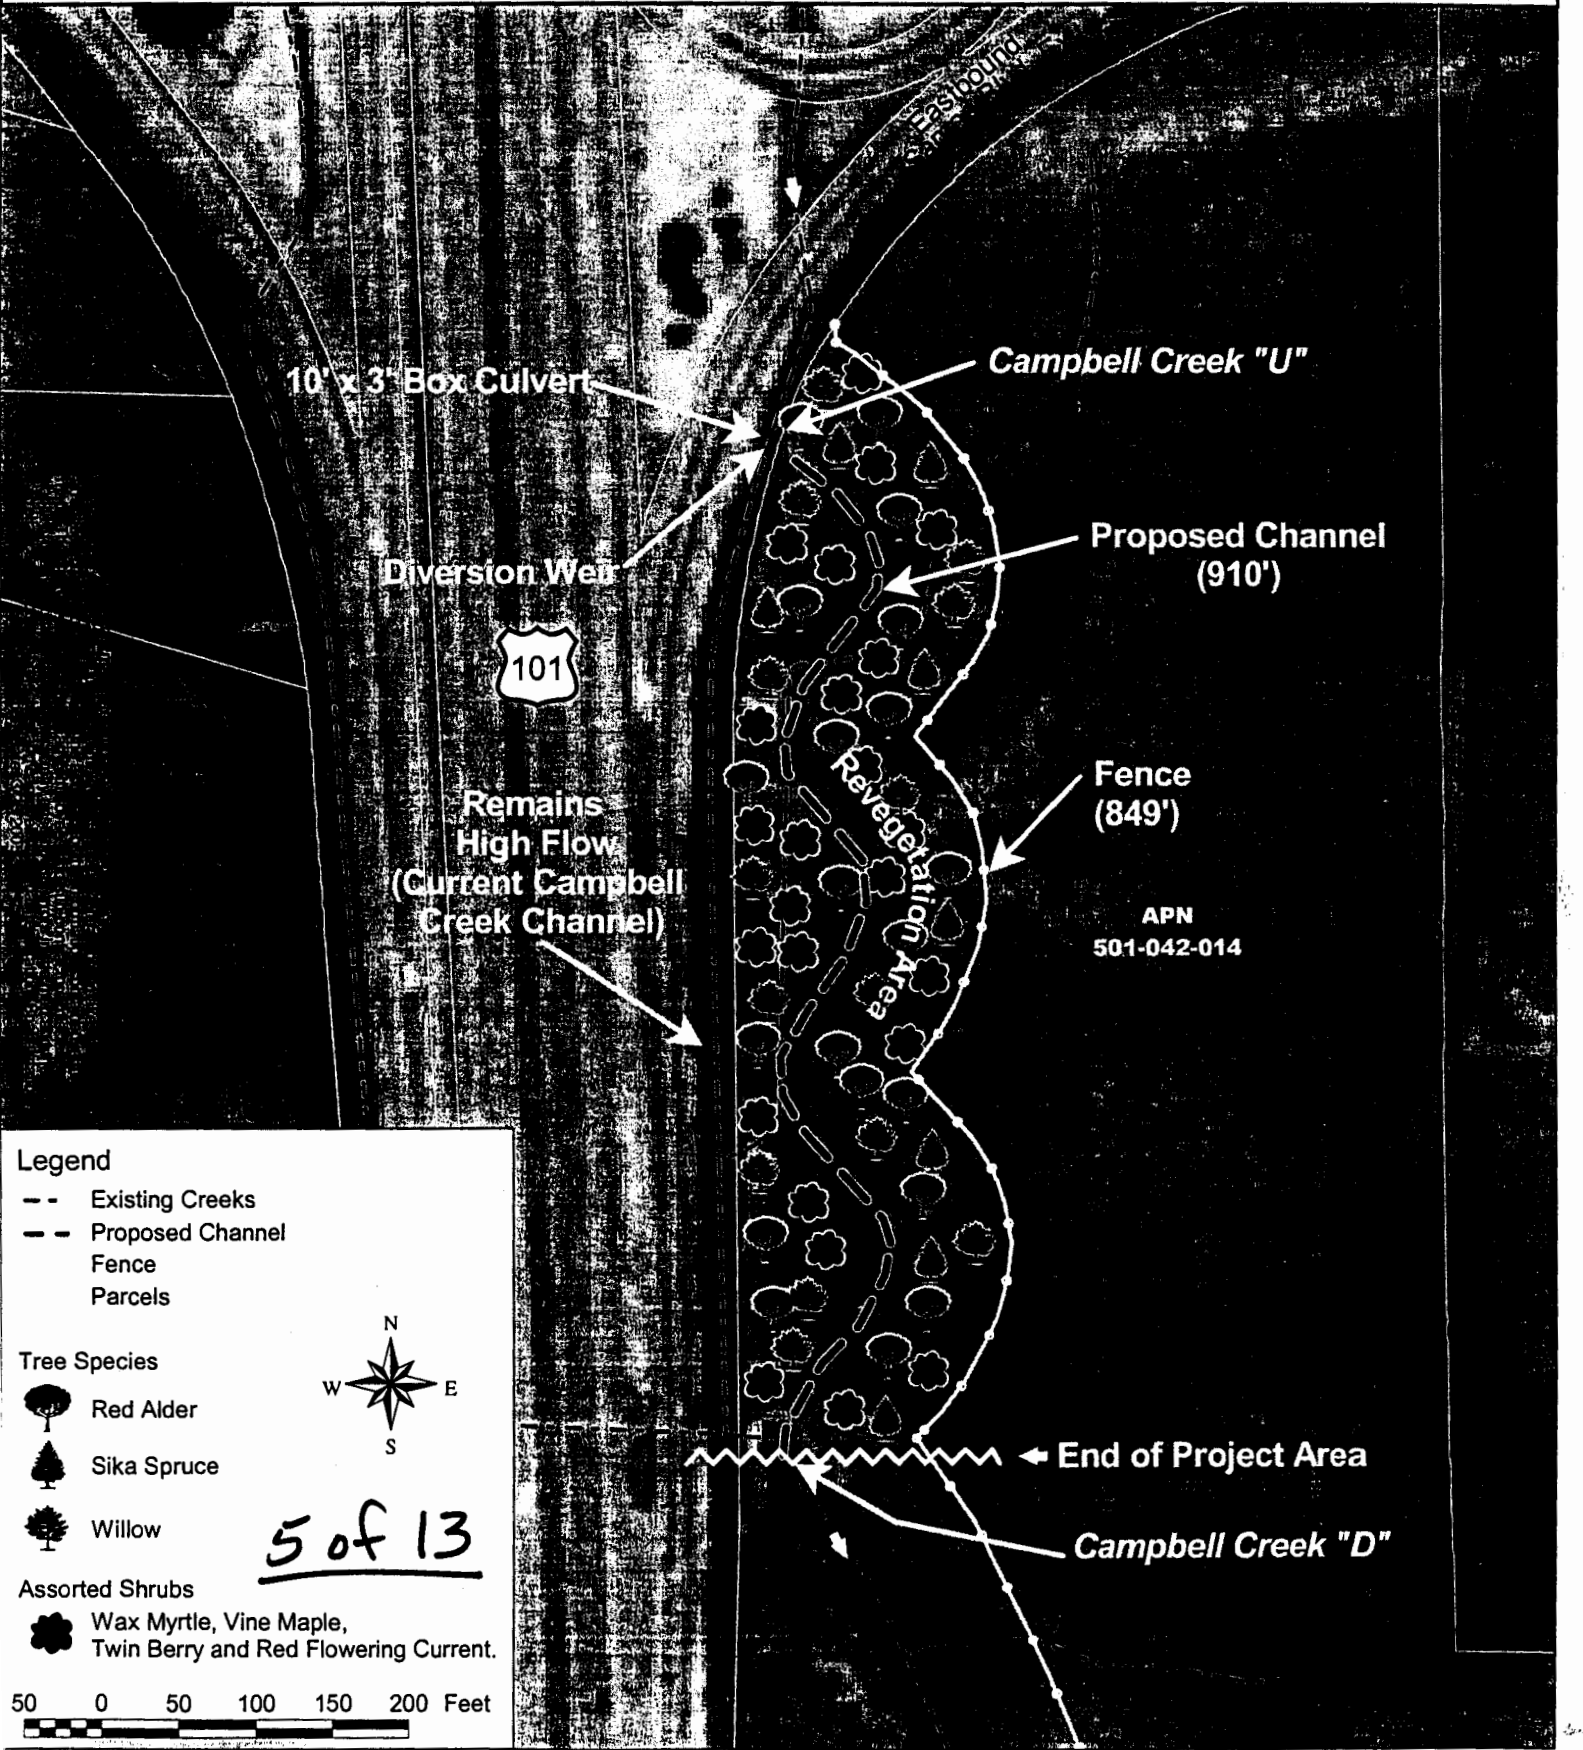 Eastbound
10' x 3' Box Culvert
Campbell Creek "U"
Proposed Channel
(910')
Diversion Weir
101
Fence
(849')
Remains
High Flow
(Current Campbell
Creek Channel)
Revegetation Area
APN
501-042-014
End of Project Area
Campbell Creek "D"
Legend
Existing Creeks
Proposed Channel
Fence
Parcels
N
W E
S
Tree Species
Red Alder
Sika Spruce
Willow
5 of 13
Assorted Shrubs
Wax Myrtle, Vine Maple,
Twin Berry and Red Flowering Current.
50 0 50 100 150 200 Feet